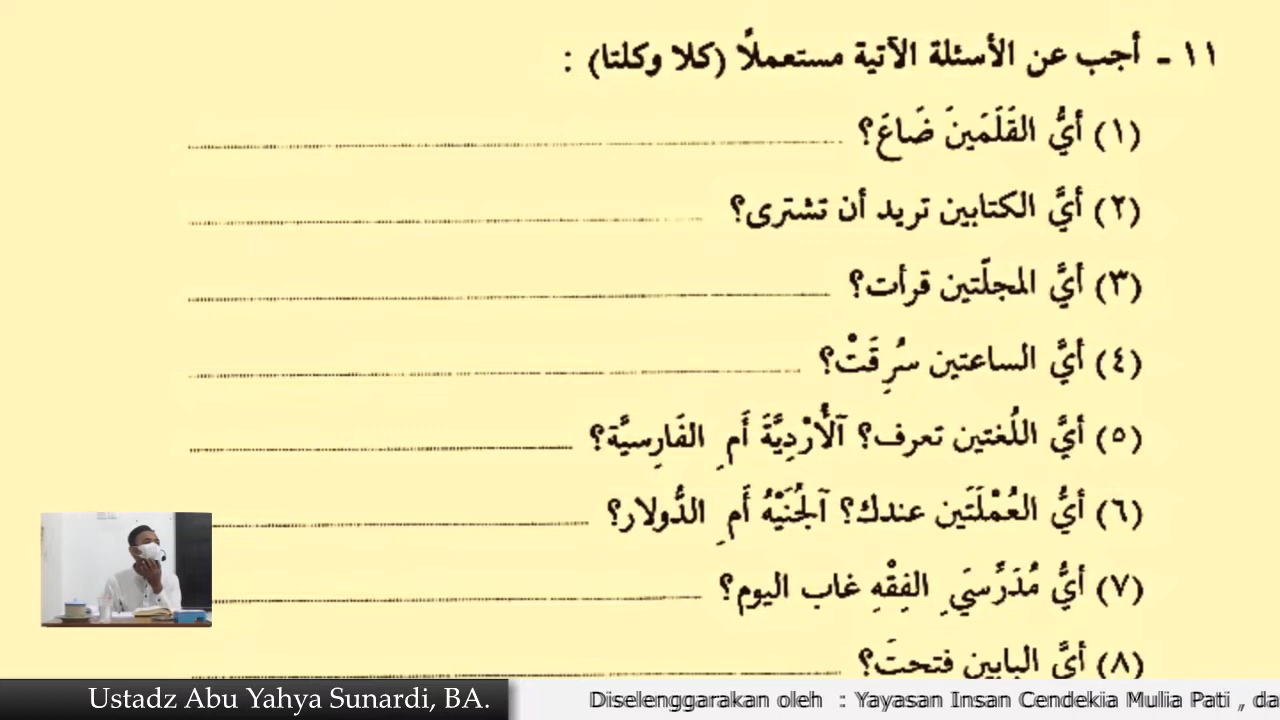 ١١ - أجب عن الأسئلة الآتية مستعملًا (كلا وكلتا) :
(١) أيُّ القَلَمَينَ ضَاعَ؟
(٢) أيَّ الكتابين تريد أن تشترى؟
(٣) أيَّ المجلّتين قرأت؟
(٤) أيَّ الساعتين سُرِقَتْ؟
(٥) أيَّ اللُغتين تعرف؟ آلْأُرْدِيَّةَ أَمِ الفَارِسيَّة؟
(٦) أيُّ العُمْلَتَين عندك؟ آلجُنَيْهُ أَمِ الدُّولار؟
(٧) أيُّ مُدَرِّسَيِ الفِقْهِ غاب اليوم؟
(٨) أيَّ البابين فتحتَ؟
Ustadz Abu Yahya Sunardi, BA.
Diselenggarakan oleh : Yayasan Insan Cendekia Mulia Pati , da